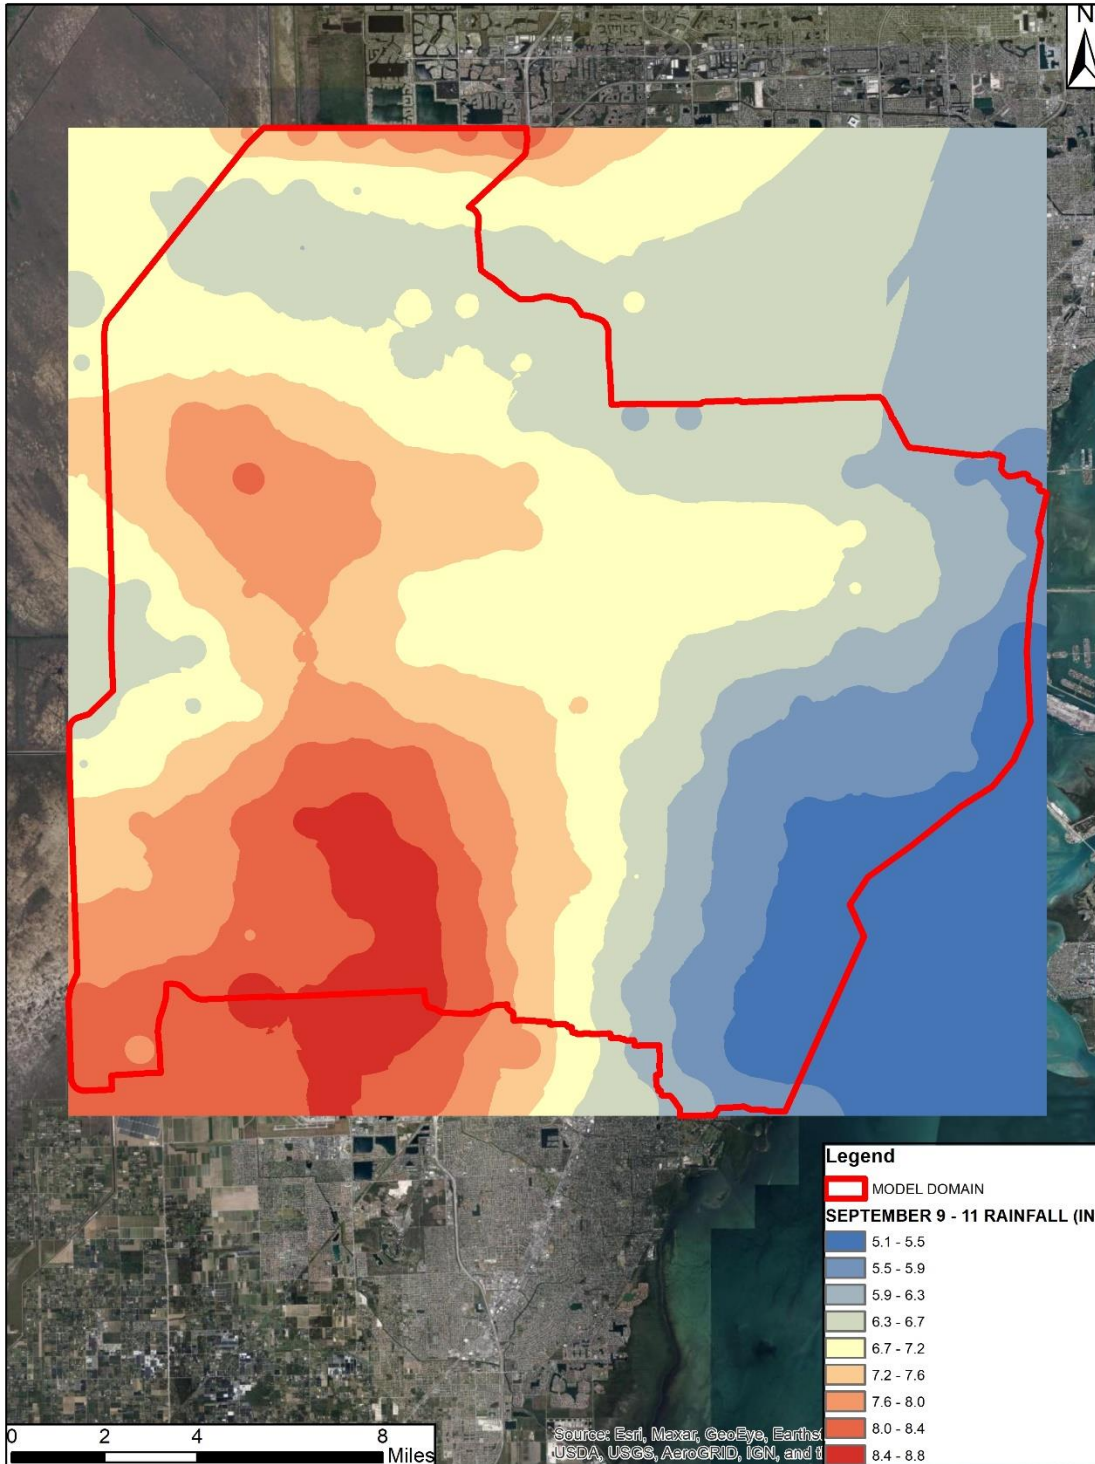 N
Legend
MODEL DOMAIN
SEPTEMBER 9 - 11 RAINFALL (IN
5.1 - 5.5
5.5 - 5.9
5.9 - 6.3
6.3 - 6.7
6.7 - 7.2
7.2 - 7.6
7.6 - 8.0
8.0 - 8.4
8.4 - 8.8
0 2 4 8
Miles
Source: Esri, Maxar, GeoEye, Earthst
USDA, USGS, AeroGRID, IGN, and t